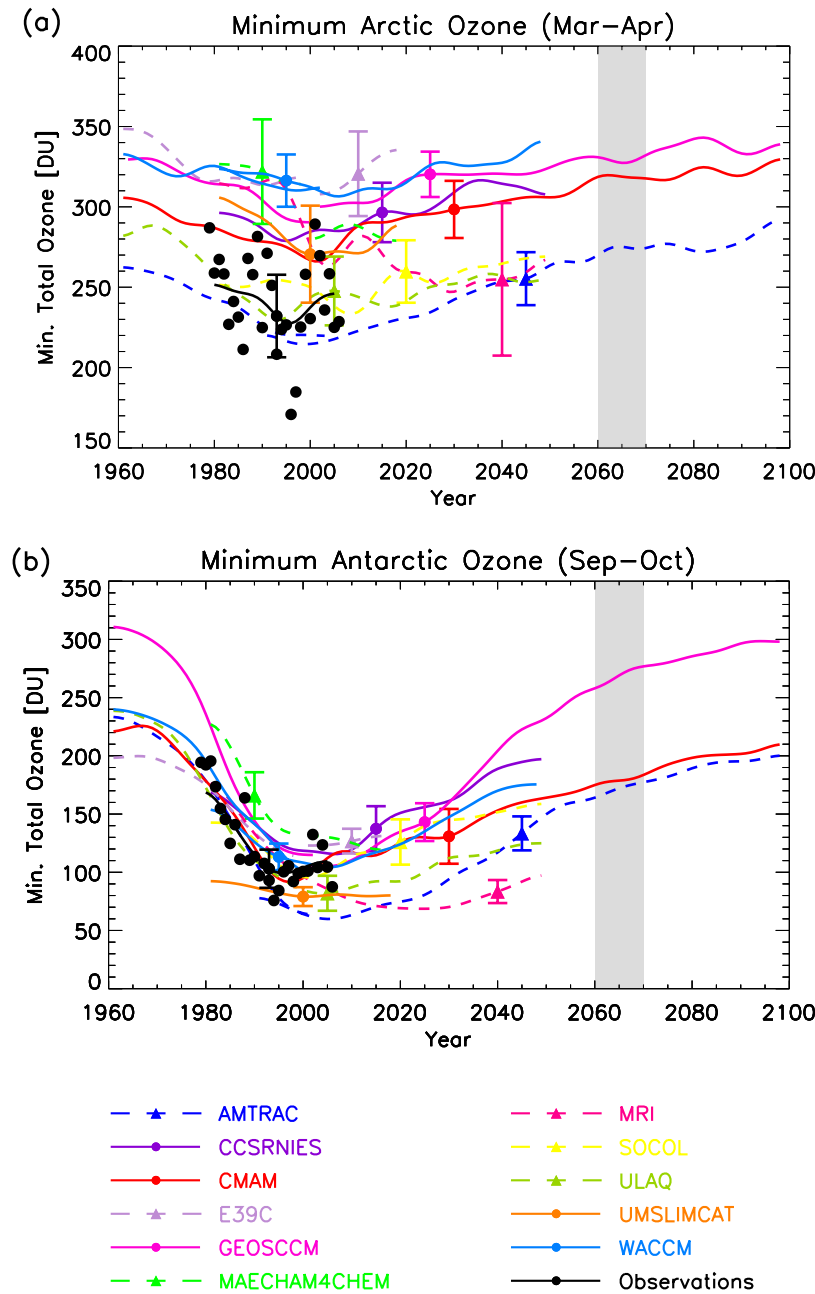 (a)
Minimum Arctic Ozone (Mar-Apr)
400
350
300
250
200
150
Min. Total Ozone [DU]
1960 1980 2000 2020 2040 2060 2080 2100
Year
(b)
Minimum Antarctic Ozone (Sep-Oct)
350
300
250
200
150
100
50
0
Min. Total Ozone [DU]
1960 1980 2000 2020 2040 2060 2080 2100
Year
AMTRAC
CCSRNIES
CMAM
E39C
GEOSCCM
MAECHAM4CHEM
MRI
SOCOL
ULAQ
UMSLIMCAT
WACCM
Observations